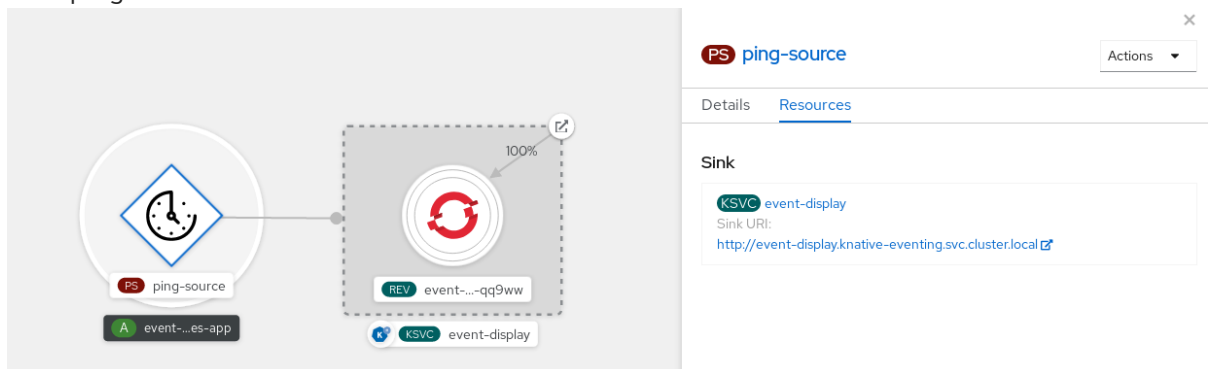 100%
PS ping-source
A event-...es-app
REV event-...-qq9ww
KSVC event-display
PS ping-source
Actions
Details Resources
Sink
KSVC event-display
Sink URI:
http://event-display.knative-eventing.svc.cluster.local